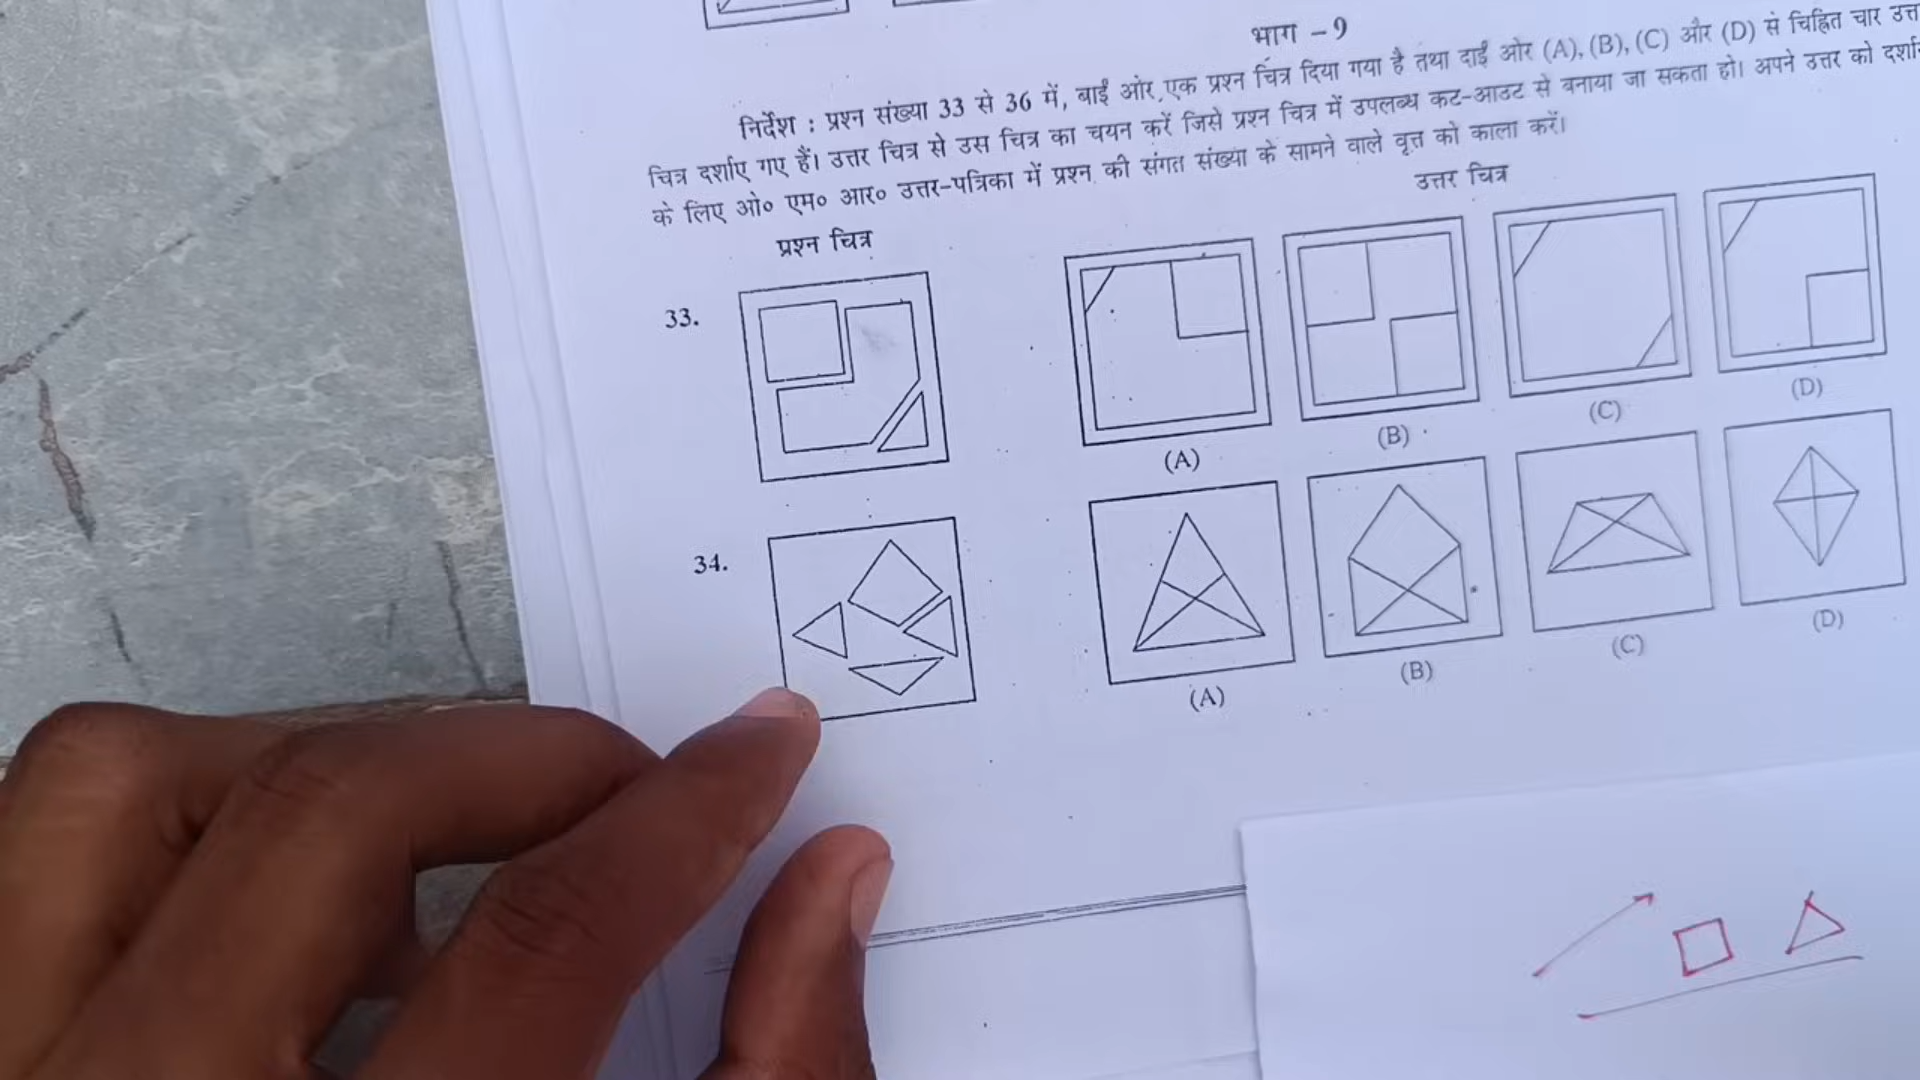 भाग – 9
निर्देश : प्रश्न संख्या 33 से 36 में, बाईं ओर एक प्रश्न चित्र दिया गया है तथा दाईं ओर (A), (B), (C) और (D) से चिह्नित चार
चित्र दर्शाए गए हैं। उत्तर चित्र से उस चित्र का चयन करें जिसे प्रश्न चित्र में उपलब्ध कट-आउट से बनाया जा सकता हो। अपने उत्तर को
के लिए ओ० एम० आर० उत्तर-पत्रिका में प्रश्न की संगत संख्या के सामने वाले वृत्त को काला करें।
प्रश्न चित्र
उत्तर चित्र
33.
(A)
(B)
(C)
(D)
34.
(A)
(B)
(C)
(D)